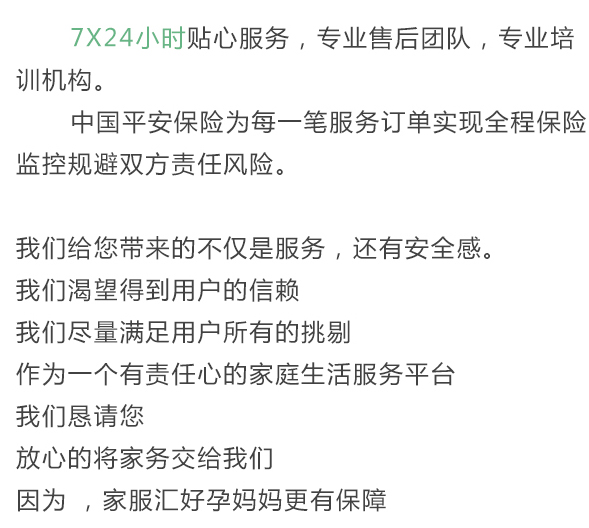 7X24小时贴心服务，专业售后团队，专业培
训机构。
中国平安保险为每一笔服务订单实现全程保险
监控规避双方责任风险。
我们给您带来的不仅是服务，还有安全感。
我们渴望得到用户的信赖
我们尽量满足用户所有的挑剔
作为一个有责任心的家庭生活服务平台
我们恳请您
放心的将家务交给我们
因为 ，家服汇好孕妈妈更有保障